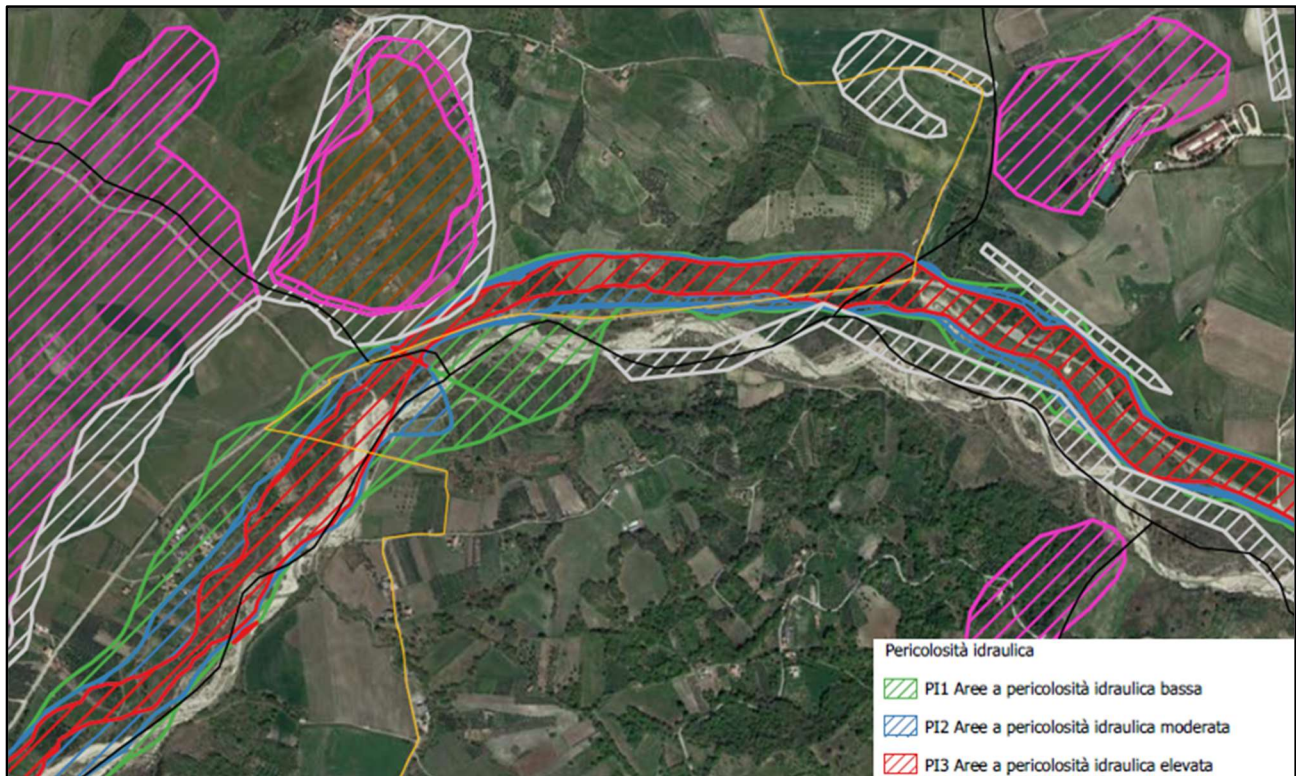 Pericolosità idraulica
PI1 Aree a pericolosità idraulica bassa
PI2 Aree a pericolosità idraulica moderata
PI3 Aree a pericolosità idraulica elevata